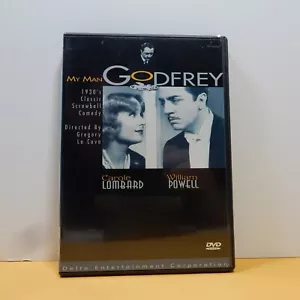 MY MAN GODFREY
1930's
Classic
Screwball
Comedy
Directed By
Gregory
La Cava
Carole
LOMBARD
William
POWELL
DVD
Delta Entertainment Corporation